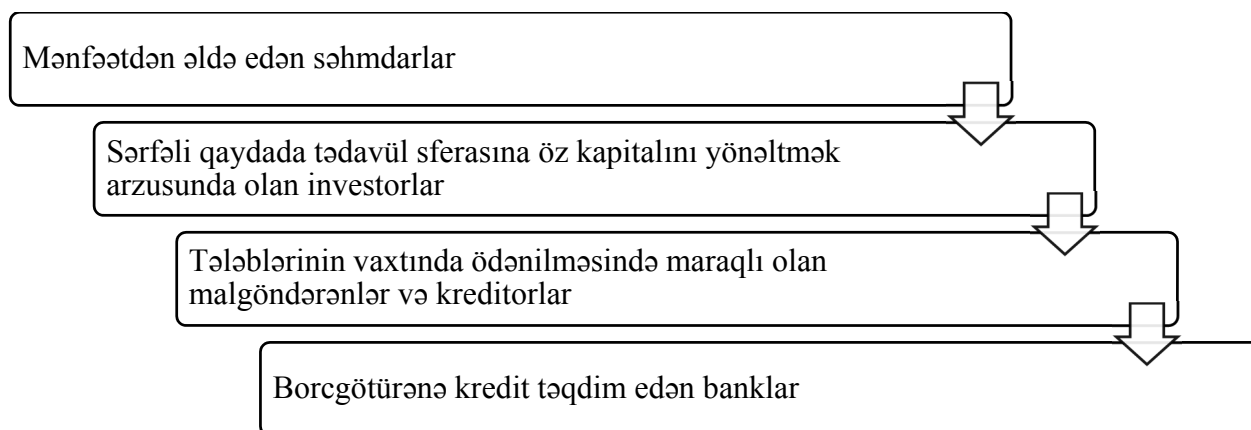 Mənfəətdən əldə edən səhmdarlar
Sərfəli qaydada tədavül sferasına öz kapitalını yönəltmək
arzusunda olan investorlar
Tələblərinin vaxtında ödənilməsində maraqlı olan
malgöndərənlər və kreditorlar
Borcgötürənə kredit təqdim edən banklar